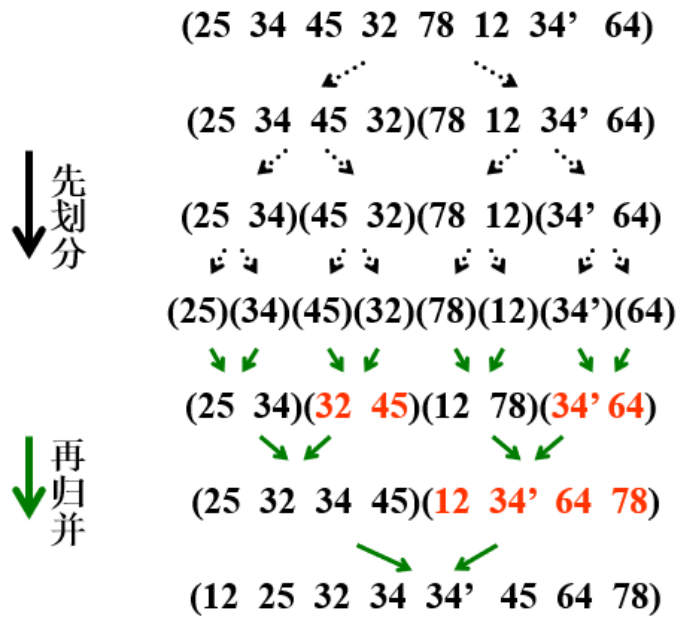 (25 34 45 32 78 12 34’ 64)
(25 34 45 32)(78 12 34’ 64)
先划分
(25 34)(45 32)(78 12)(34’ 64)
(25)(34)(45)(32)(78)(12)(34’)(64)
(25 34)(32 45)(12 78)(34’ 64)
再归并
(25 32 34 45)(12 34’ 64 78)
(12 25 32 34 34’ 45 64 78)